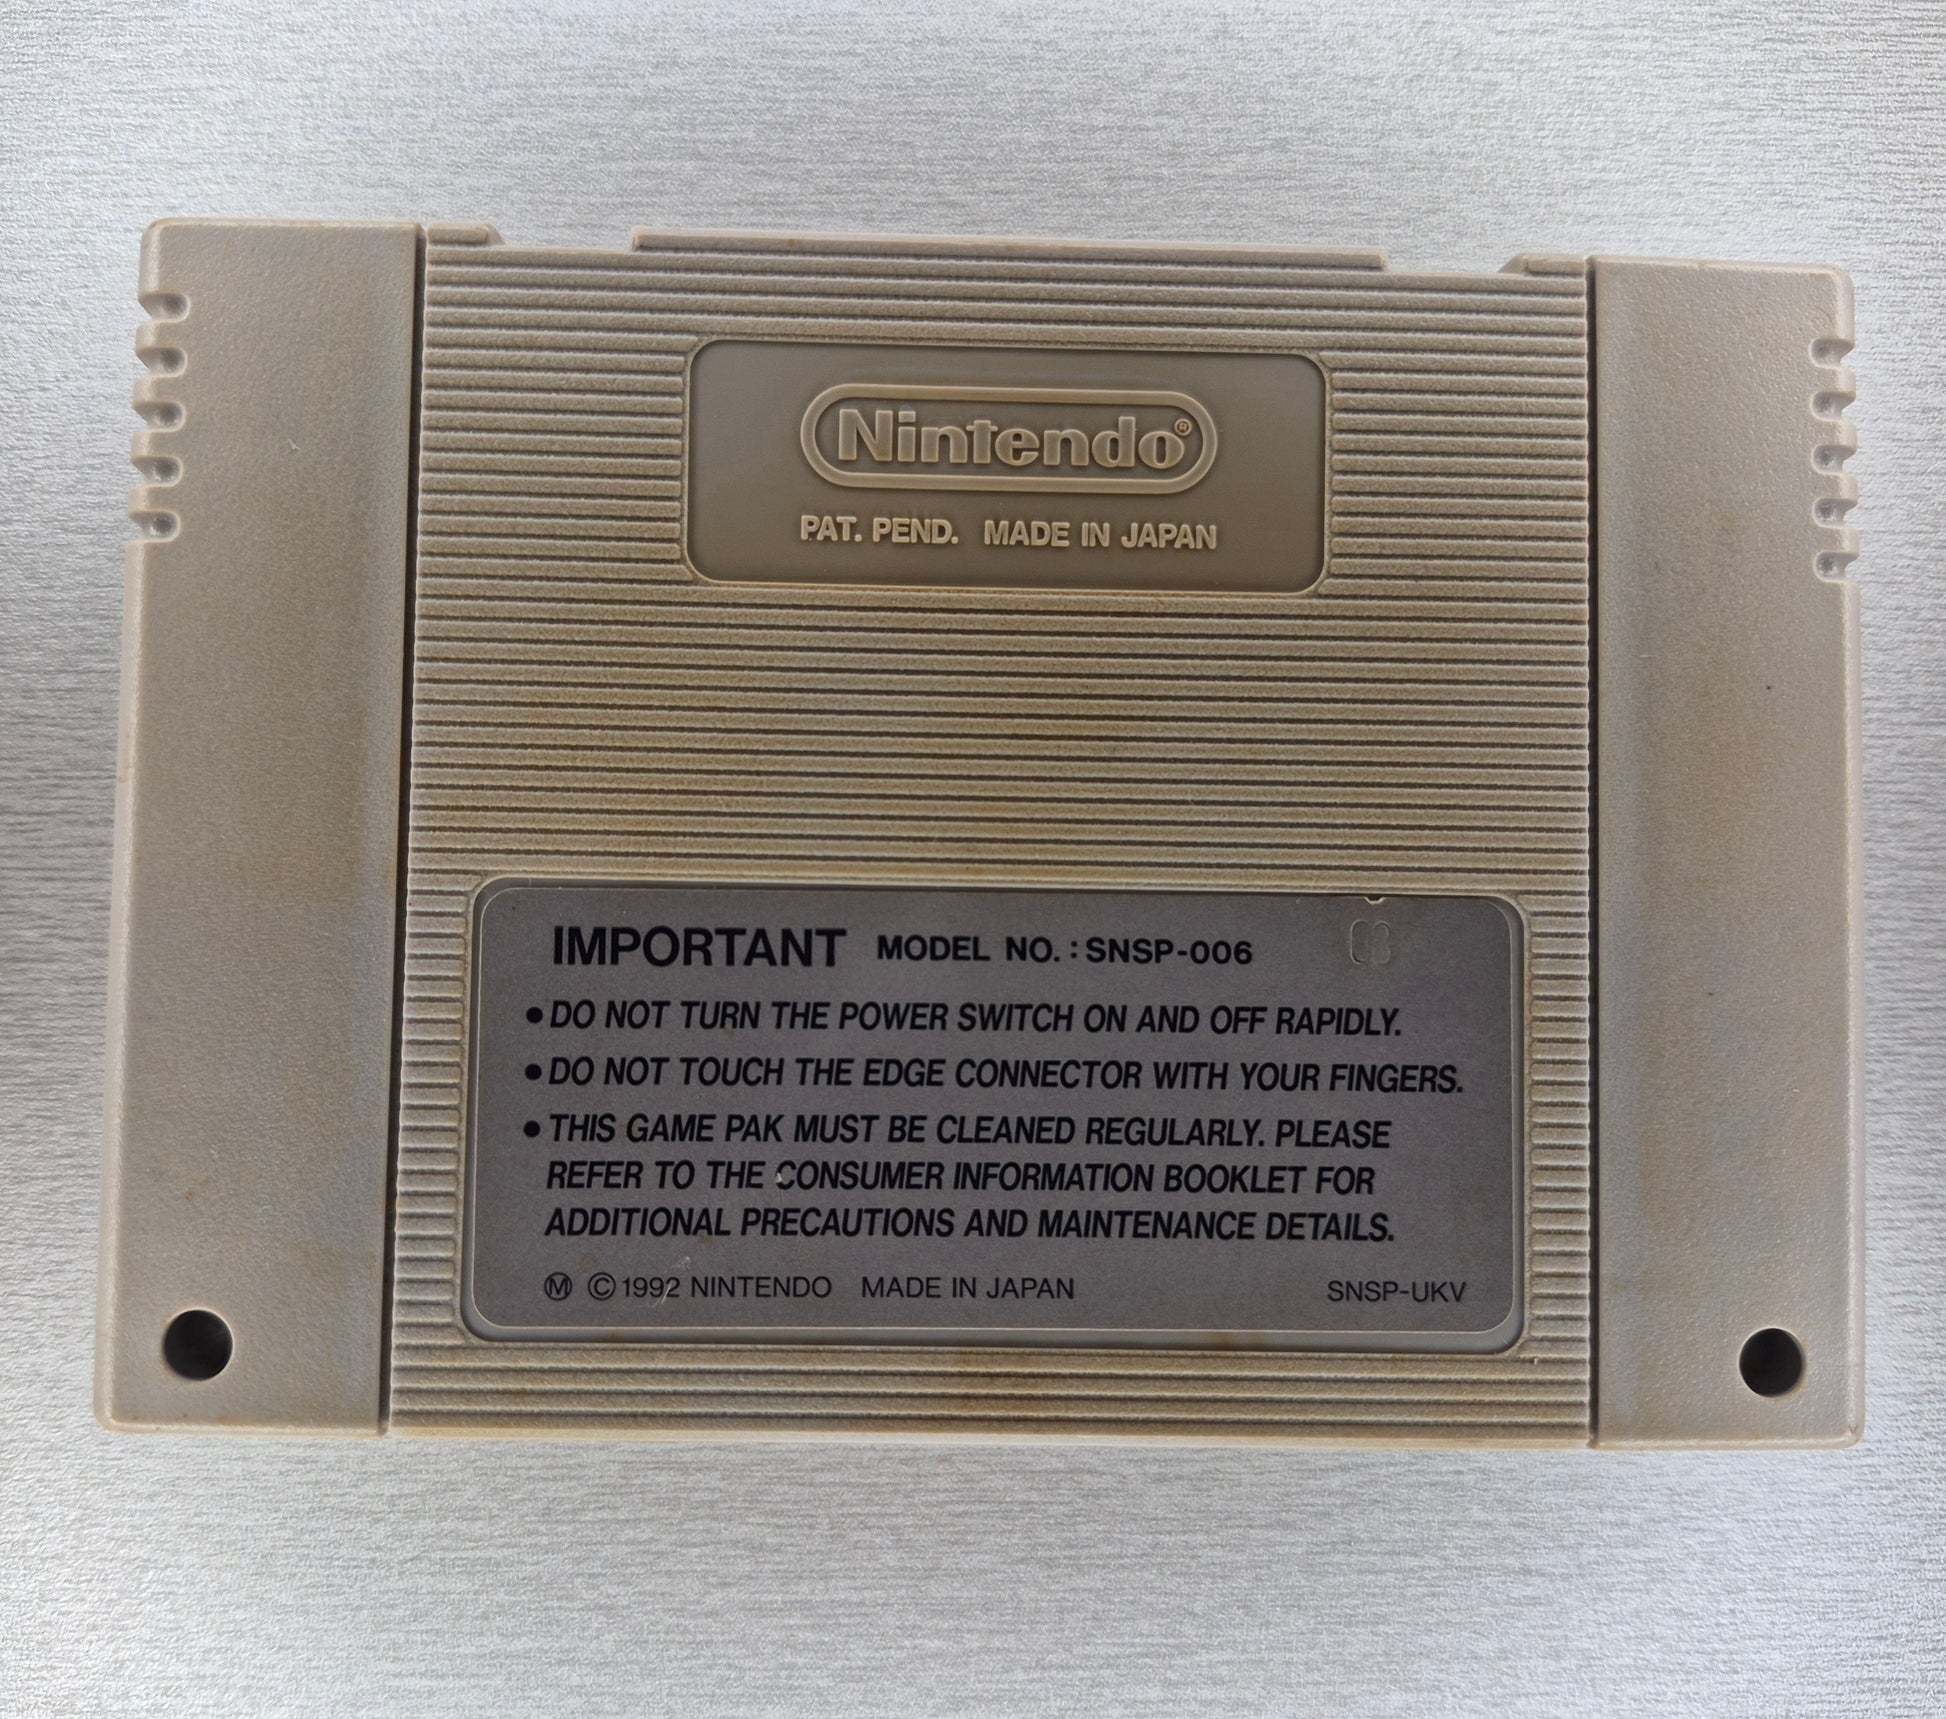 Nintendo®
PAT. PEND. MADE IN JAPAN
IMPORTANT MODEL NO. : SNSP-006
●DO NOT TURN THE POWER SWITCH ON AND OFF RAPIDLY.
●DO NOT TOUCH THE EDGE CONNECTOR WITH YOUR FINGERS.
●THIS GAME PAK MUST BE CLEANED REGULARLY. PLEASE
REFER TO THE CONSUMER INFORMATION BOOKLET FOR
ADDITIONAL PRECAUTIONS AND MAINTENANCE DETAILS.
Ⓜ ©1992 NINTENDO MADE IN JAPAN SNSP-UKV